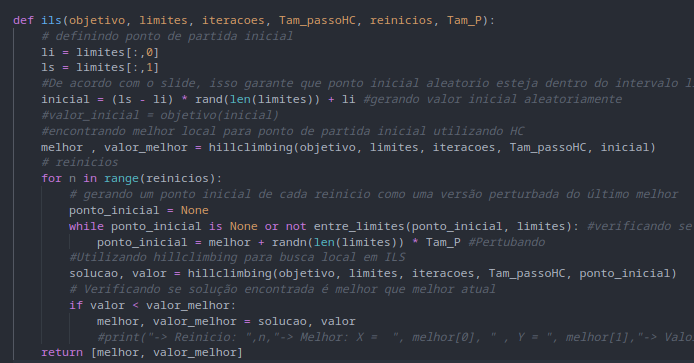 def ils(objetivo, limites, iteracoes, Tam_passoHC, reinicios, Tam_P):
# definindo ponto de partida inicial
li = limites[:,0]
ls = limites[:,1]
#De acordo com o slide, isso garante que ponto inicial aleatorio esteja dentro do intervalo l
inicial = (ls - li) * rand(len(limites)) + li #gerando valor inicial aleatoriamente
#valor_inicial = objetivo(inicial)
#encontrando melhor local para ponto de partida inicial utilizando HC
melhor , valor_melhor = hillclimbing(objetivo, limites, iteracoes, Tam_passoHC, inicial)
# reinicios
for n in range(reinicios):
# gerando um ponto inicial de cada reinicio como uma versão perturbada do último melhor
ponto_inicial = None
while ponto_inicial is None or not entre_limites(ponto_inicial, limites): #verificando se
ponto_inicial = melhor + randn(len(limites)) * Tam_P #Pertubando
#Utilizando hillclimbing para busca local em ILS
solucao, valor = hillclimbing(objetivo, limites, iteracoes, Tam_passoHC, ponto_inicial)
# Verificando se solução encontrada é melhor que melhor atual
if valor < valor_melhor:
melhor, valor_melhor = solucao, valor
#print("-> Reinicio: ",n,"-> Melhor: X =  ", melhor[0], " , Y = ", melhor[1],"-> Valo
return [melhor, valor_melhor]